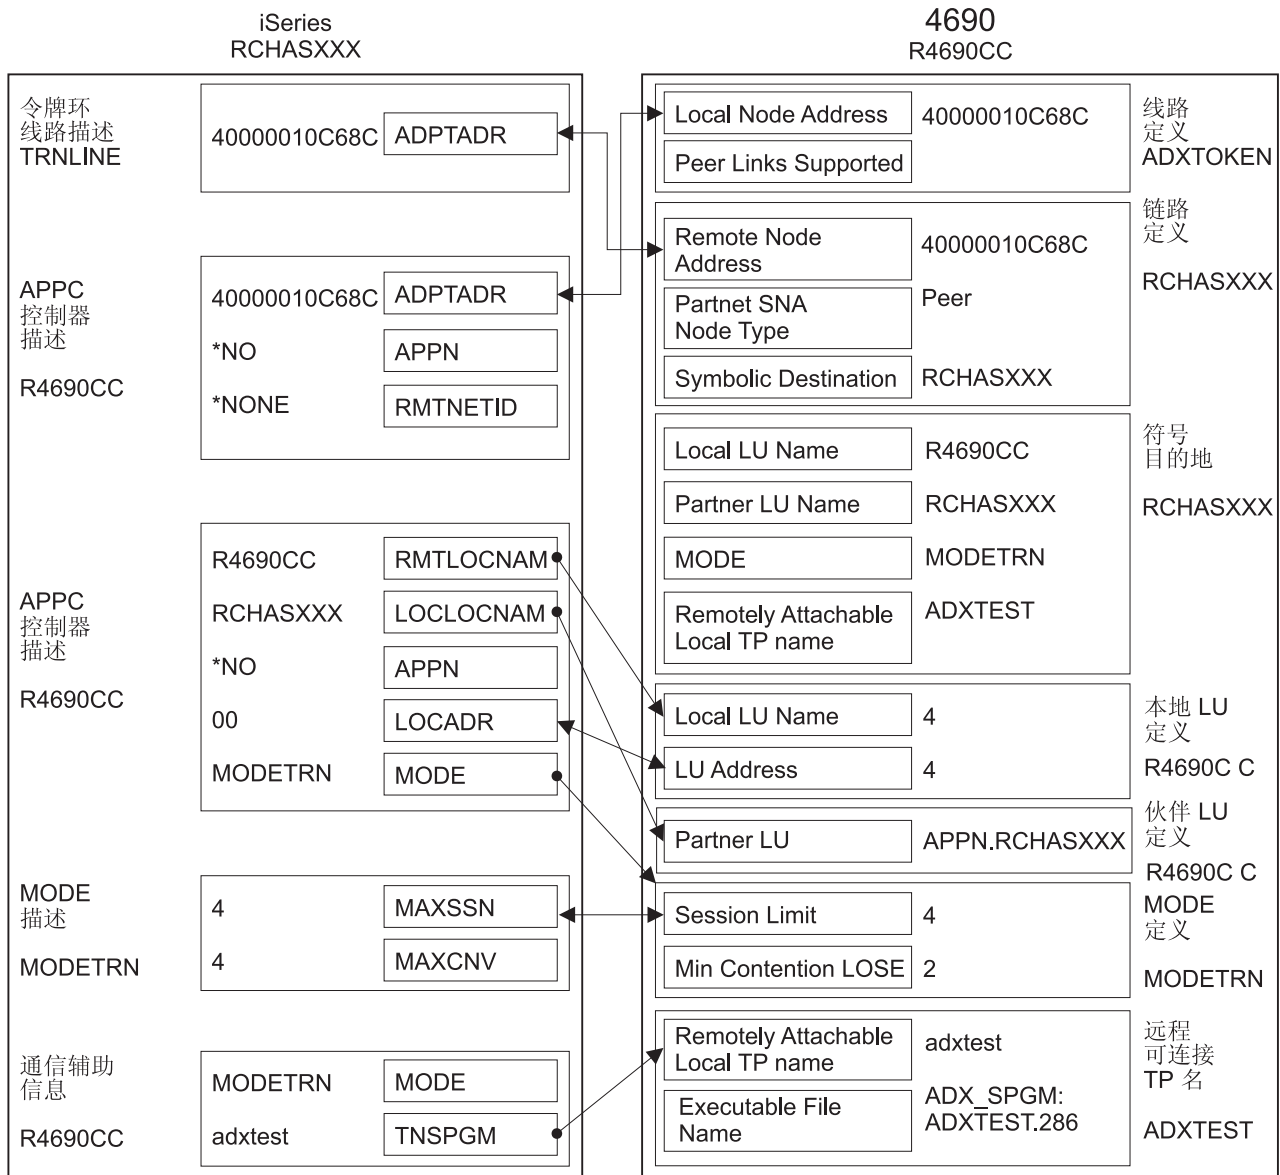 iSeries
RCHASXXX
令牌环
线路描述
TRNLINE
40000010C68C ADPTADR
APPC
控制器
描述
R4690CC
40000010C68C ADPTADR
*NO APPN
*NONE RMTNETID
APPC
控制器
描述
R4690CC
R4690CC RMTLOCNAM
RCHASXXX LOCLOCNAM
*NO APPN
00 LOCADR
MODETRN MODE
MODE
描述
MODETRN
4 MAXSSN
4 MAXCNV
通信辅助
信息
R4690CC
MODETRN MODE
adxtest TNSPGM
4690
R4690CC
Local Node Address 40000010C68C
Peer Links Supported
线路
定义
ADXTOKEN
Remote Node
Address
40000010C68C
Partnet SNA
Node Type
Peer
Symbolic Destination RCHASXXX
链路
定义
RCHASXXX
Local LU Name R4690CC
Partner LU Name RCHASXXX
MODE MODETRN
Remotely Attachable
Local TP name
ADXTEST
符号
目的地
RCHASXXX
Local LU Name 4
LU Address 4
本地 LU
定义
R4690C C
Partner LU APPN.RCHASXXX
伙伴 LU
定义
R4690C C
Session Limit 4
Min Contention LOSE 2
MODE
定义
MODETRN
Remotely Attachable
Local TP name
adxtest
Executable File
Name
ADX_SPGM:
ADXTEST.286
远程
可连接
TP 名
ADXTEST